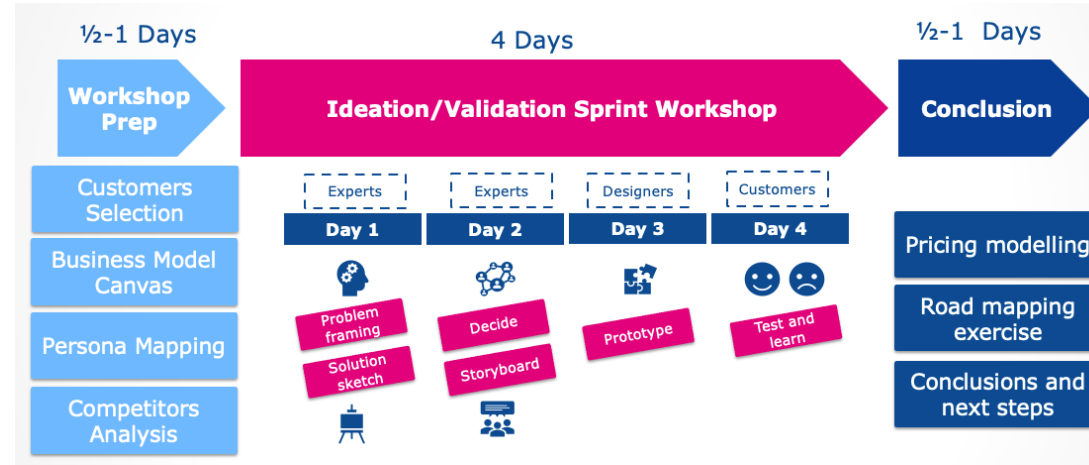 ½-1 Days
4 Days
½-1 Days
Workshop
Prep
Ideation/Validation Sprint Workshop
Conclusion
Customers
Selection
Business Model
Canvas
Persona Mapping
Competitors
Analysis
Experts
Experts
Designers
Customers
Day 1
Day 2
Day 3
Day 4
Problem
framing
Solution
sketch
Decide
Storyboard
Prototype
Test and
learn
Pricing modelling
Road mapping
exercise
Conclusions and
next steps